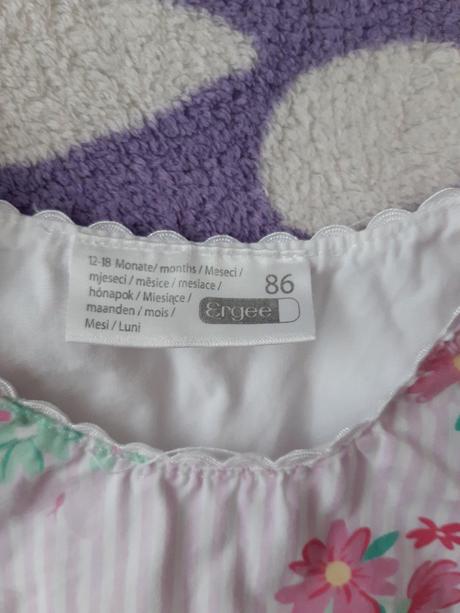 12-18 Monate/ months / Meseci /
mjeseci / měsíce / mesiace /
hónapok / Miesiące /
maanden / mois /
Mesi / Luni
86
Ergee